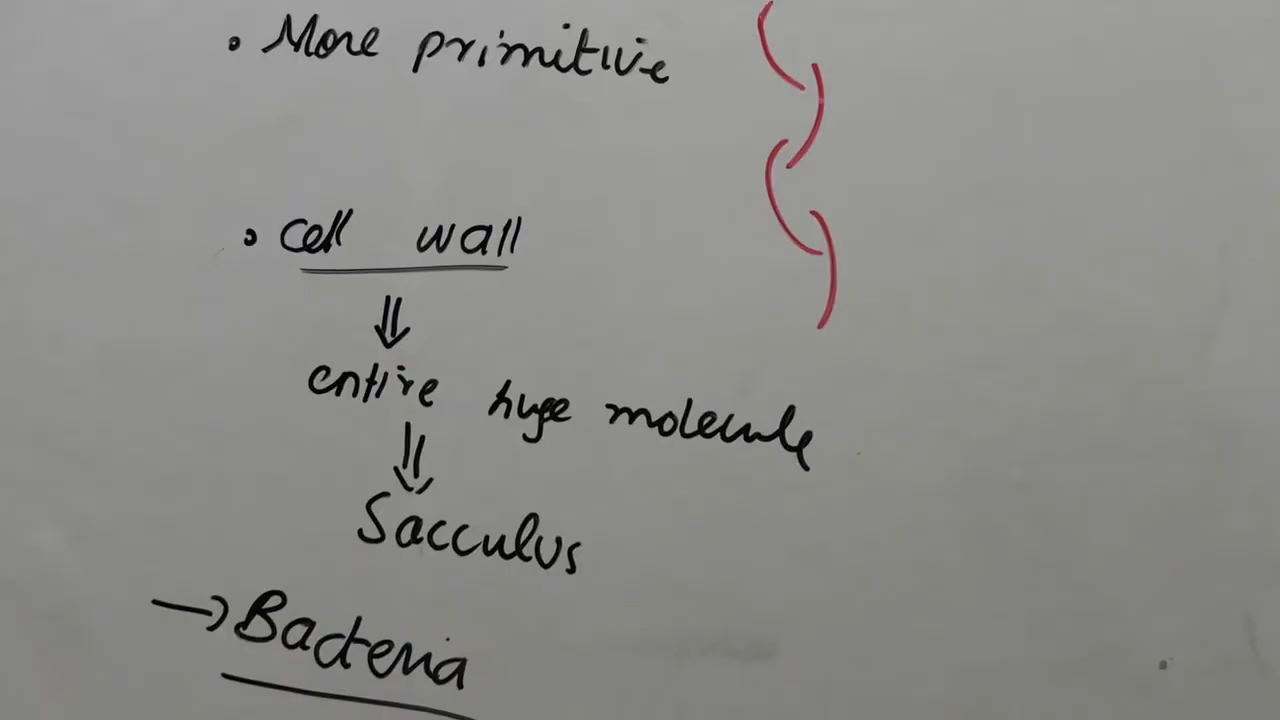 • More primitive
• Cell wall
⇓
entire huge molecule
⇓
Sacculus
→ Bacteria